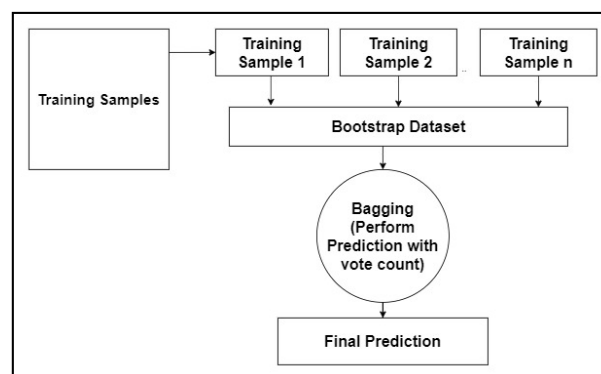 Training Samples
Training
Sample 1
Training
Sample 2
..
Training
Sample n
Bootstrap Dataset
Bagging
(Perform
Prediction with
vote count)
Final Prediction